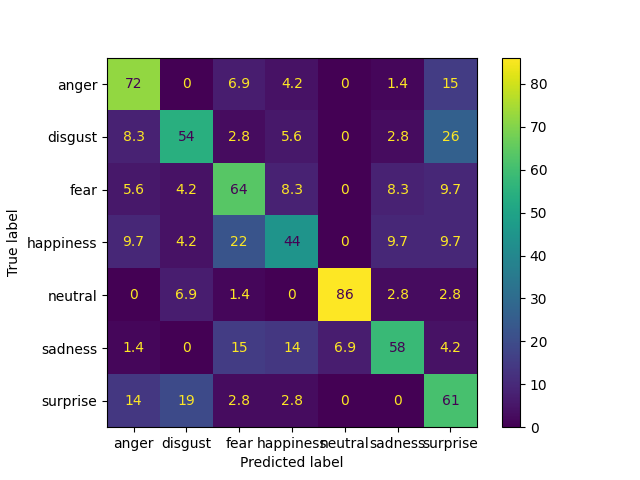 anger 72 0 6.9 4.2 0 1.4 15
disgust 8.3 54 2.8 5.6 0 2.8 26
fear 5.6 4.2 64 8.3 0 8.3 9.7
happiness 9.7 4.2 22 44 0 9.7 9.7
neutral 0 6.9 1.4 0 86 2.8 2.8
sadness 1.4 0 15 14 6.9 58 4.2
surprise 14 19 2.8 2.8 0 0 61
anger disgust fear happiness neutral sadness surprise
Predicted label
True label
80
70
60
50
40
30
20
10
0